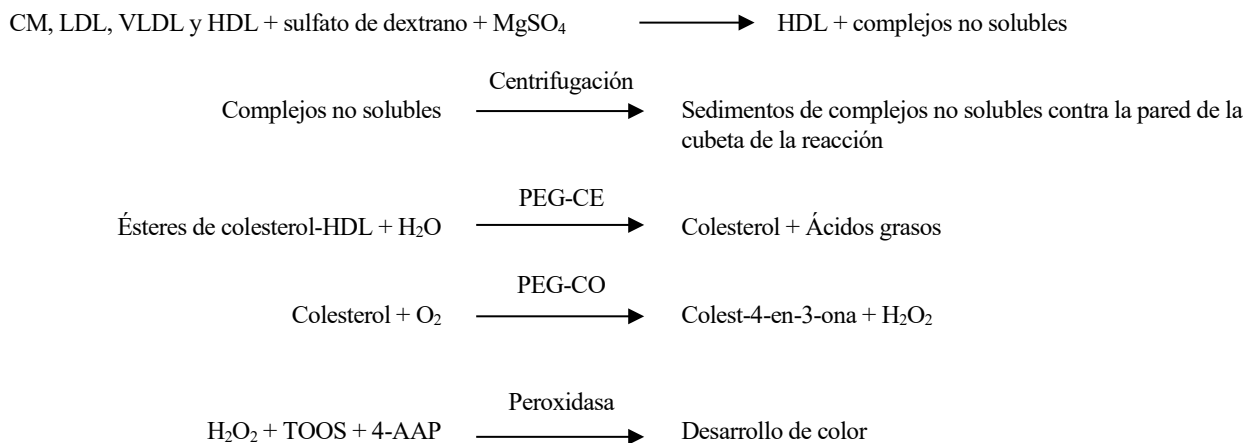 CM, LDL, VLDL y HDL + sulfato de dextrano + MgSO₄ ⟶ HDL + complejos no solubles
Centrifugación
Complejos no solubles ⟶ Sedimentos de complejos no solubles contra la pared de la
cubeta de la reacción
PEG-CE
Ésteres de colesterol-HDL + H₂O ⟶ Colesterol + Ácidos grasos
PEG-CO
Colesterol + O₂ ⟶ Colest-4-en-3-ona + H₂O₂
Peroxidasa
H₂O₂ + TOOS + 4-AAP ⟶ Desarrollo de color